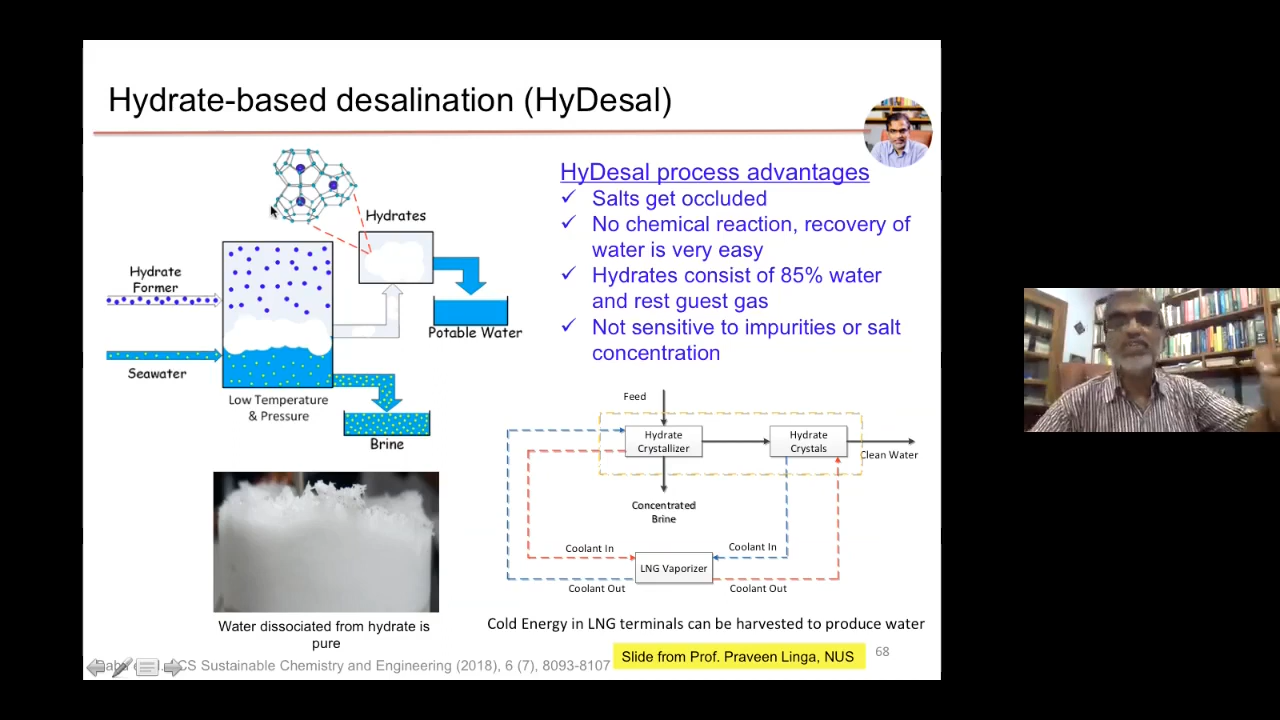 Hydrate-based desalination (HyDesal)
Hydrates
Hydrate
Former
Seawater
Low Temperature
& Pressure
Potable Water
Brine
HyDesal process advantages
✓ Salts get occluded
✓ No chemical reaction, recovery of
water is very easy
✓ Hydrates consist of 85% water
and rest guest gas
✓ Not sensitive to impurities or salt
concentration
Feed
Hydrate
Crystallizer
Hydrate
Crystals
Clean Water
Concentrated
Brine
Coolant In
Coolant In
LNG Vaporizer
Coolant Out
Coolant Out
Water dissociated from hydrate is
pure
Cold Energy in LNG terminals can be harvested to produce water
CS Sustainable Chemistry and Engineering (2018), 6 (7), 8093-8107
Slide from Prof. Praveen Linga, NUS
68